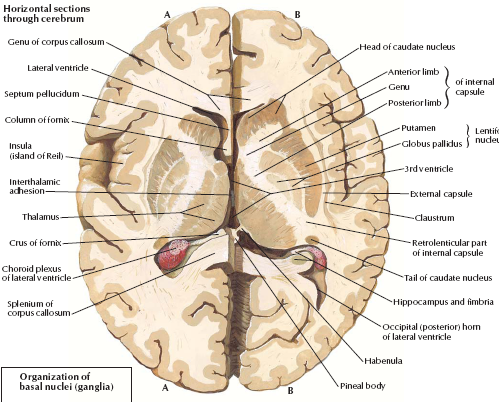 Horizontal sections
through cerebrum
A
B
Genu of corpus callosum
Lateral ventricle
Septum pellucidum
Column of fornix
Insula
(island of Reil)
Interthalamic
adhesion
Thalamus
Crus of fornix
Choroid plexus
of lateral ventricle
Splenium of
corpus callosum
Head of caudate nucleus
Anterior limb
Genu
Posterior limb
of internal
capsule
Putamen
Globus pallidus
Lentif
nucle
3rd ventricle
External capsule
Claustrum
Retrolenticular part
of internal capsule
Tail of caudate nucleus
Hippocampus and fimbria
Occipital (posterior) horn
of lateral ventricle
Habenula
Pineal body
A
B
Organization of
basal nuclei (ganglia)